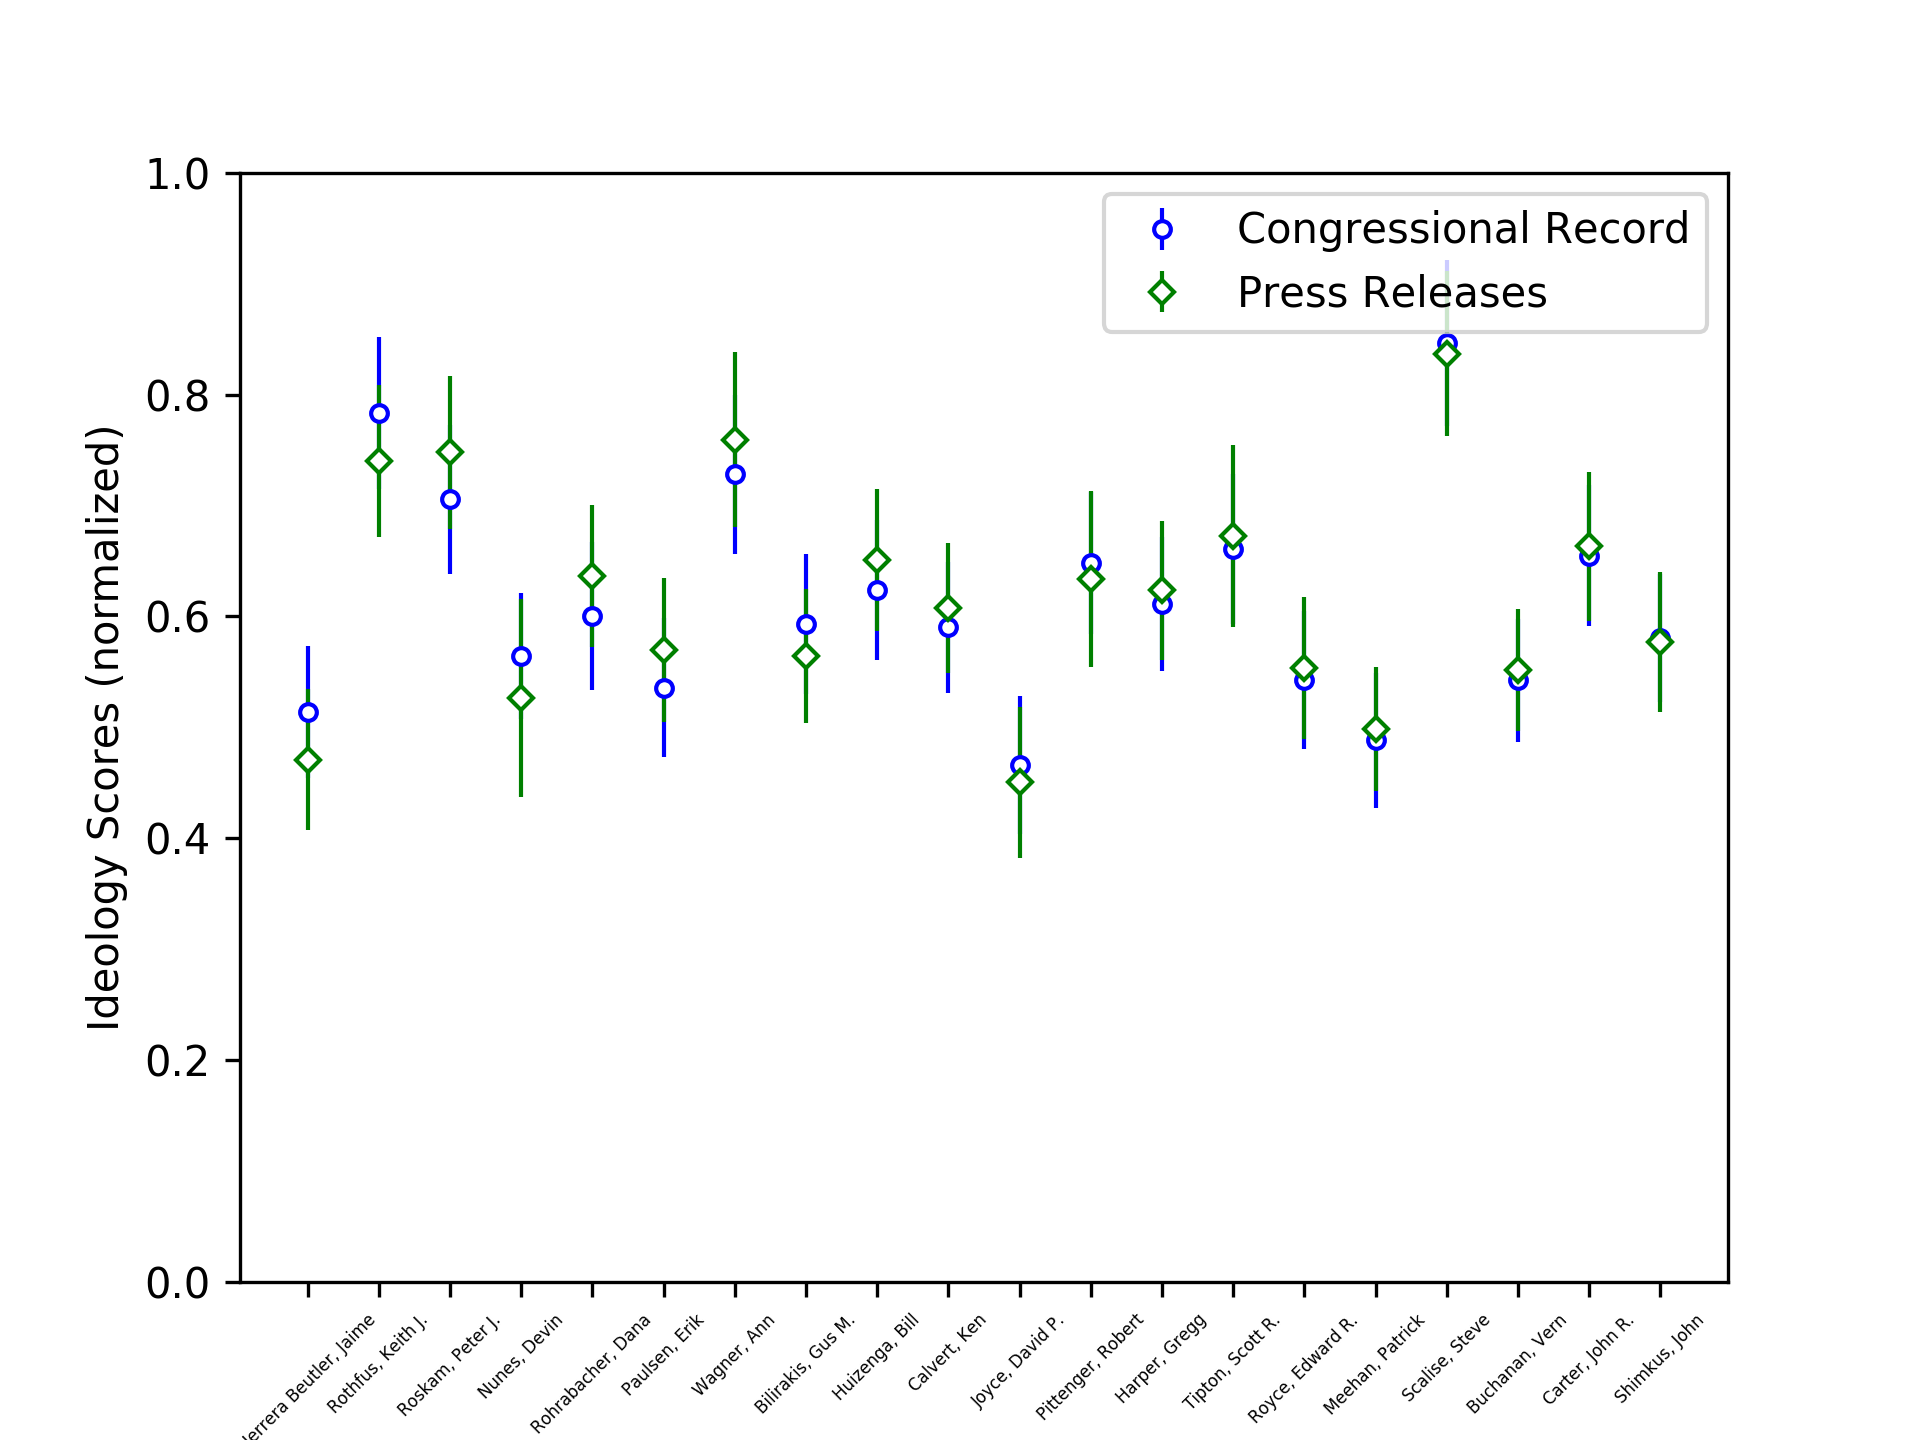 1.0
0.8
0.6
0.4
0.2
0.0
Ideology Scores (normalized)
Congressional Record
Press Releases
Beutler, Jaime
Rothfus, Keith J.
Roskam, Peter J.
Nunes, Devin
Rohrabacher, Dana
Paulsen, Erik
Wagner, Ann
Bilirakis, Gus M.
Huizenga, Bill
Calvert, Ken
Joyce, David P.
Pittenger, Robert
Harper, Gregg
Tipton, Scott R.
Royce, Edward R.
Meehan, Patrick
Scalise, Steve
Buchanan, Vern
Carter, John R.
Shimkus, John